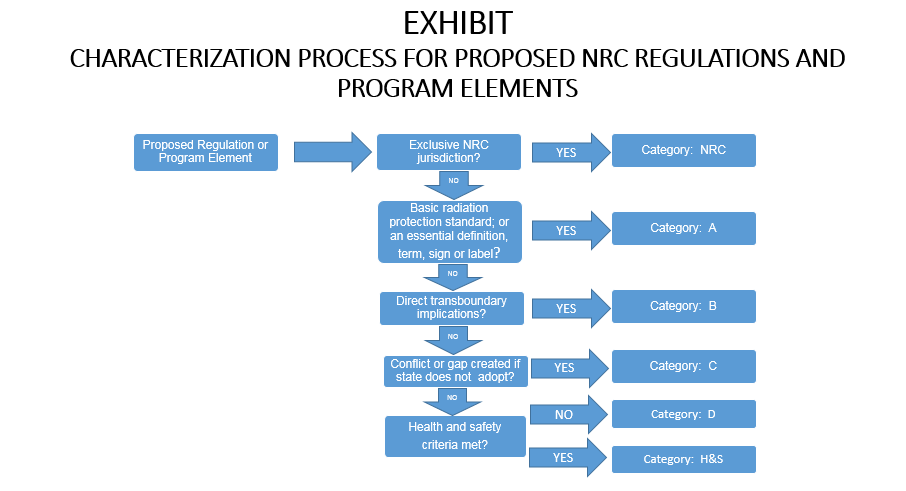 EXHIBIT
CHARACTERIZATION PROCESS FOR PROPOSED NRC REGULATIONS AND
PROGRAM ELEMENTS
Proposed Regulation or
Program Element
Exclusive NRC
jurisdiction?
YES
Category: NRC
NO
Basic radiation
protection standard; or
an essential definition,
term, sign or label?
YES
Category: A
NO
Direct transboundary
implications?
YES
Category: B
NO
Conflict or gap created if
state does not adopt?
YES
Category: C
NO
Health and safety
criteria met?
NO
Category: D
YES
Category: H&S